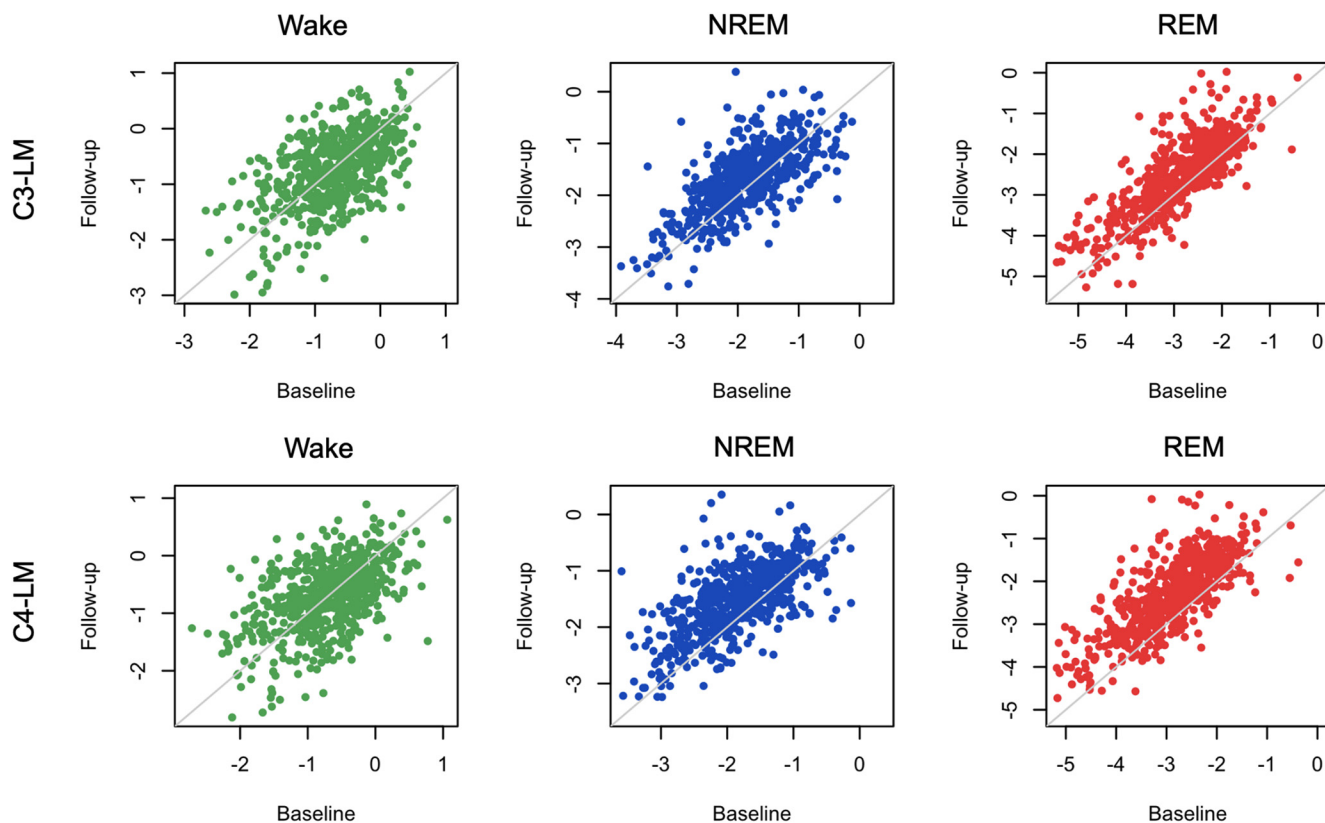 Wake NREM REM
C3-LM
Follow-up
1
0
-1
-2
-3
-3 -2 -1 0 1
Baseline
Follow-up
0
-1
-2
-3
-4
-4 -3 -2 -1 0
Baseline
Follow-up
0
-1
-2
-3
-4
-5
-5 -4 -3 -2 -1 0
Baseline
Wake NREM REM
C4-LM
Follow-up
1
0
-1
-2
-2 -1 0 1
Baseline
Follow-up
0
-1
-2
-3
-3 -2 -1 0
Baseline
Follow-up
0
-1
-2
-3
-4
-5
-5 -4 -3 -2 -1 0
Baseline